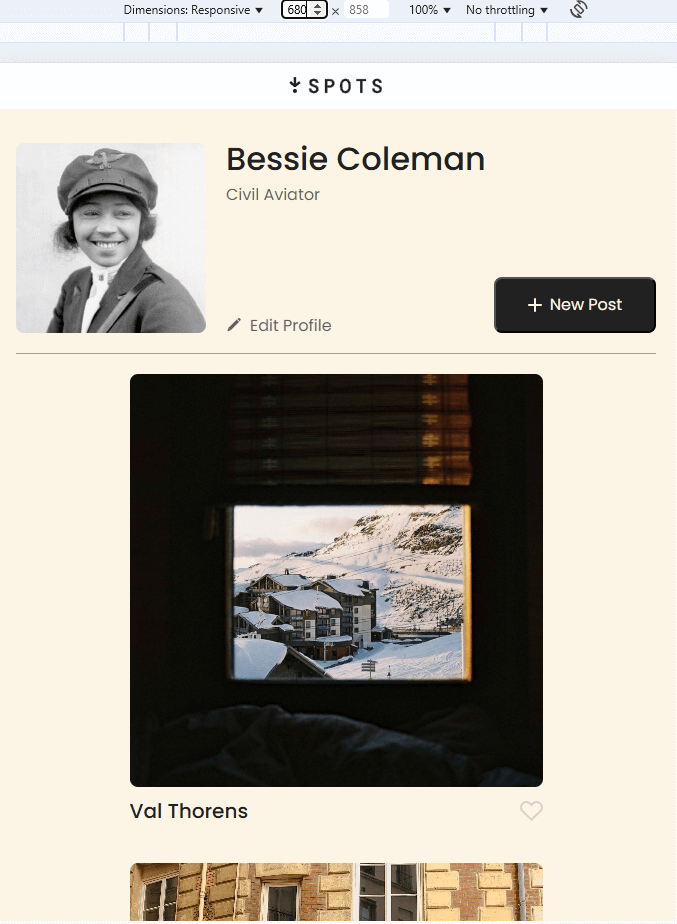 Dimensions: Responsive ▼ 680 × 858 100% ▼ No throttling ▼
SPOTS
Bessie Coleman
Civil Aviator
Edit Profile
+ New Post
Val Thorens